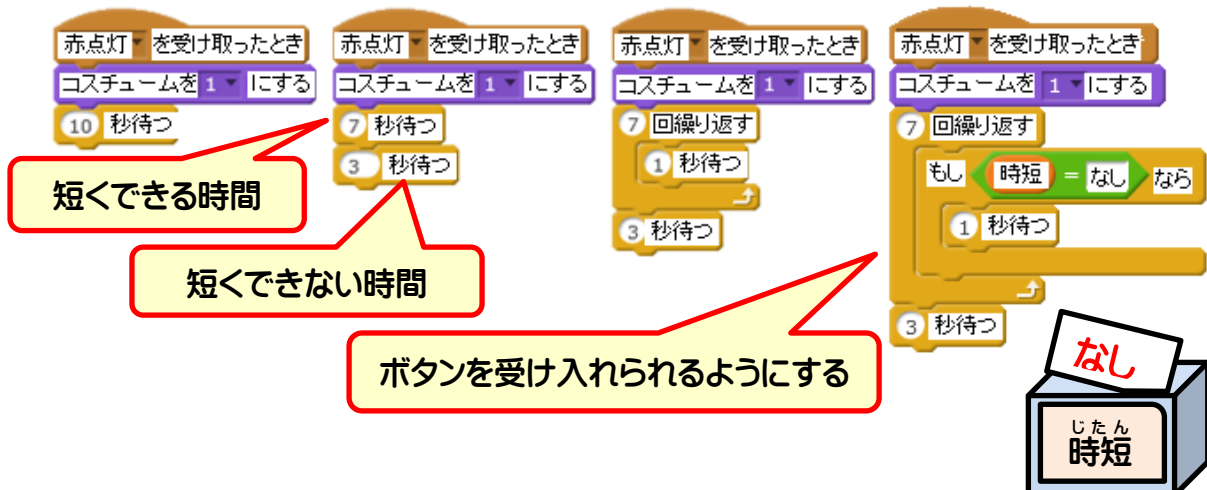 赤点灯 を受け取ったとき
コスチュームを 1 にする
10 秒待つ
赤点灯 を受け取ったとき
コスチュームを 1 にする
7 秒待つ
3 秒待つ
赤点灯 を受け取ったとき
コスチュームを 1 にする
7 回繰り返す
1 秒待つ
3 秒待つ
赤点灯 を受け取ったとき
コスチュームを 1 にする
7 回繰り返す
もし 時短 = なし なら
1 秒待つ
3 秒待つ
短くできる時間
短くできない時間
ボタンを受け入れられるようにする
なし
じたん
時短